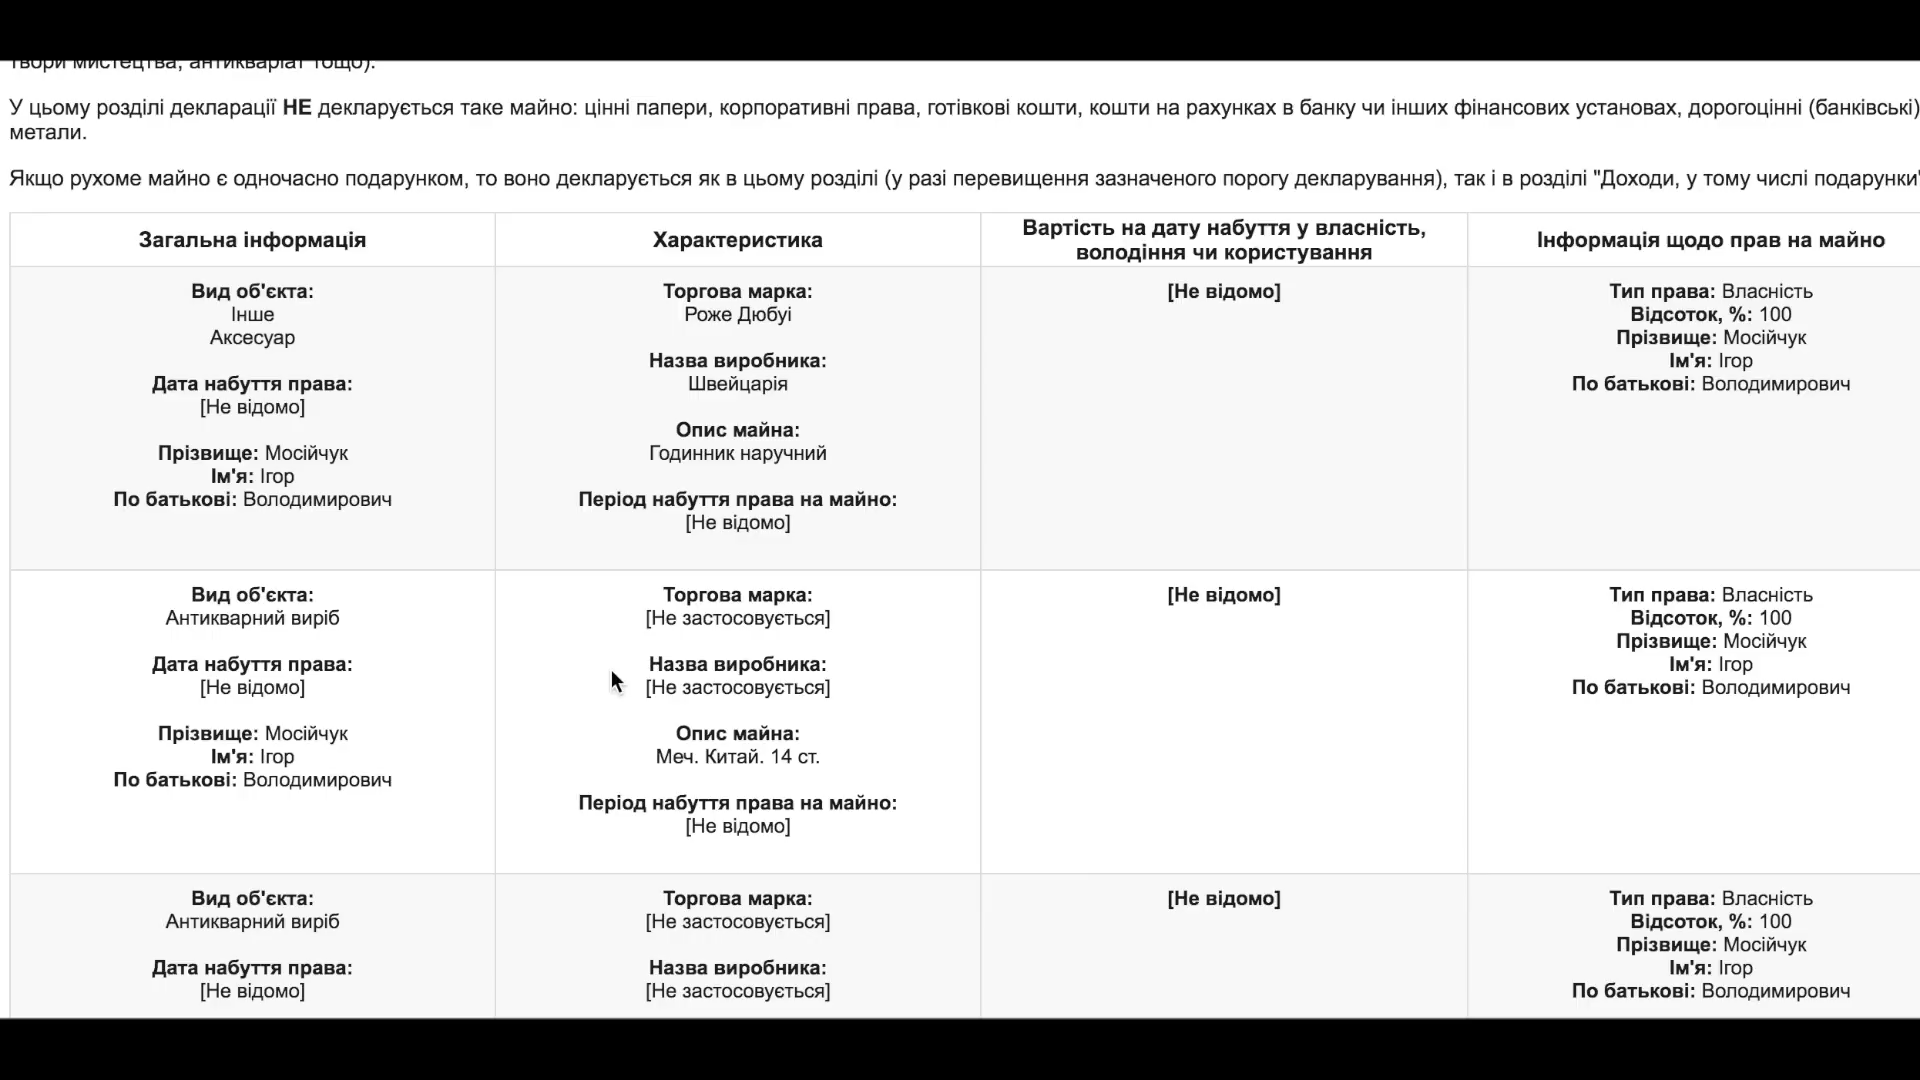 твори мистецтва, антикваріат тощо).
У цьому розділі декларації НЕ декларується таке майно: цінні папери, корпоративні права, готівкові кошти, кошти на рахунках в банку чи інших фінансових установах, дорогоцінні (банківські)
метали.
Якщо рухоме майно є одночасно подарунком, то воно декларується як в цьому розділі (у разі перевищення зазначеного порогу декларування), так і в розділі "Доходи, у тому числі подарунки"
Загальна інформація
Характеристика
Вартість на дату набуття у власність,
володіння чи користування
Інформація щодо прав на майно
Вид об'єкта:
Інше
Аксесуар
Дата набуття права:
[Не відомо]
Прізвище: Мосійчук
Ім'я: Ігор
По батькові: Володимирович
Торгова марка:
Роже Дюбуі
Назва виробника:
Швейцарія
Опис майна:
Годинник наручний
Період набуття права на майно:
[Не відомо]
[Не відомо]
Тип права: Власність
Відсоток, %: 100
Прізвище: Мосійчук
Ім'я: Ігор
По батькові: Володимирович
Вид об'єкта:
Антикварний виріб
Дата набуття права:
[Не відомо]
Прізвище: Мосійчук
Ім'я: Ігор
По батькові: Володимирович
Торгова марка:
[Не застосовується]
Назва виробника:
[Не застосовується]
Опис майна:
Меч. Китай. 14 ст.
Період набуття права на майно:
[Не відомо]
[Не відомо]
Тип права: Власність
Відсоток, %: 100
Прізвище: Мосійчук
Ім'я: Ігор
По батькові: Володимирович
Вид об'єкта:
Антикварний виріб
Дата набуття права:
[Не відомо]
Торгова марка:
[Не застосовується]
Назва виробника:
[Не застосовується]
[Не відомо]
Тип права: Власність
Відсоток, %: 100
Прізвище: Мосійчук
Ім'я: Ігор
По батькові: Володимирович